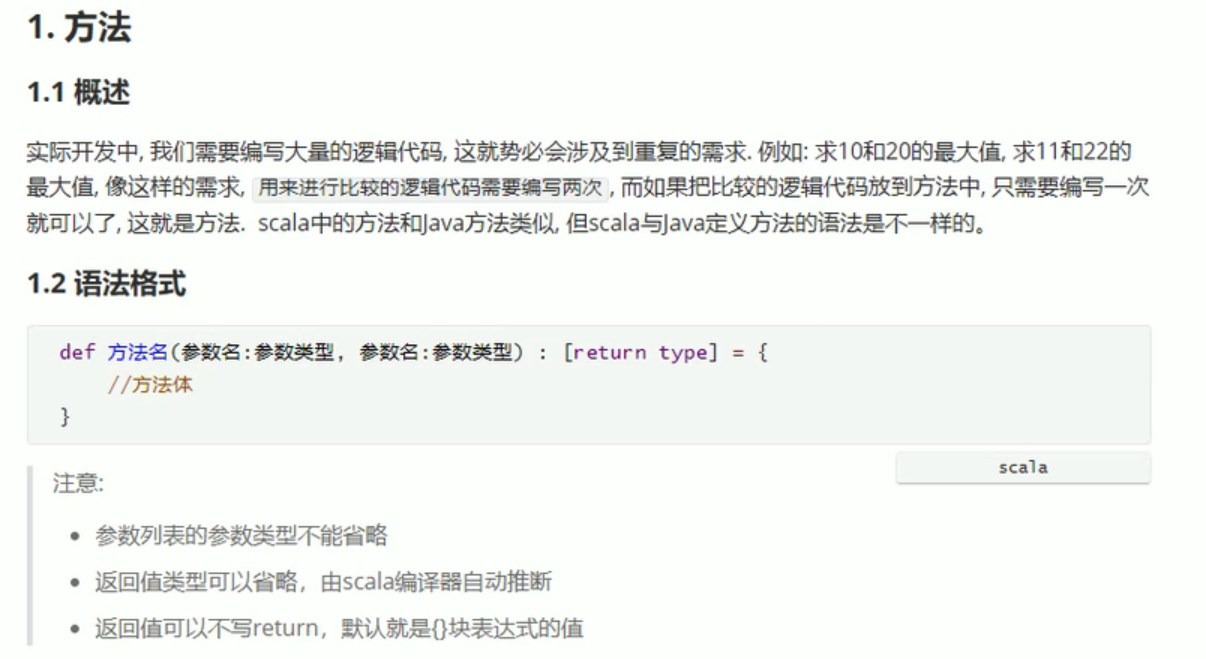 1. 方法
1.1 概述
实际开发中, 我们需要编写大量的逻辑代码, 这就势必会涉及到重复的需求. 例如: 求10和20的最大值, 求11和22的
最大值, 像这样的需求, 用来进行比较的逻辑代码需要编写两次, 而如果把比较的逻辑代码放到方法中, 只需要编写一次
就可以了, 这就是方法. scala中的方法和Java方法类似, 但scala与Java定义方法的语法是不一样的。
1.2 语法格式
def 方法名(参数名:参数类型, 参数名:参数类型) : [return type] = {
//方法体
}
scala
注意:
• 参数列表的参数类型不能省略
• 返回值类型可以省略，由scala编译器自动推断
• 返回值可以不写return，默认就是{}块表达式的值